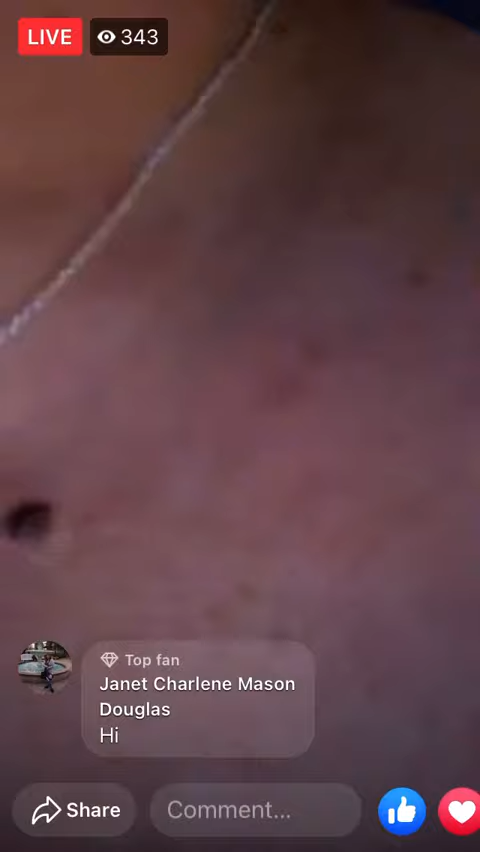 LIVE 343
Top fan
Janet Charlene Mason
Douglas
Hi
Share Comment...